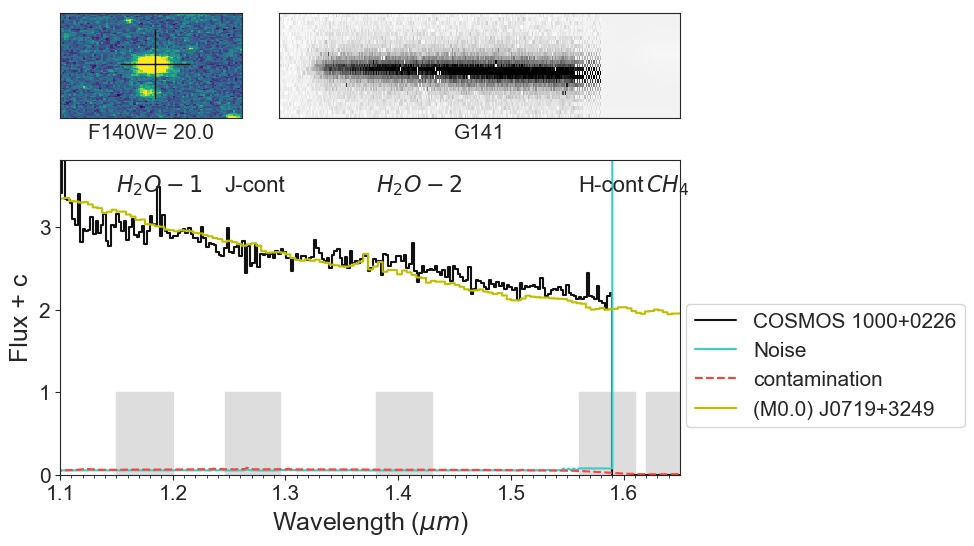 F140W= 20.0
G141
H₂O − 1
J-cont
H₂O − 2
H-cont
CH₄
Flux + c
3
2
1
0
1.1
1.2
1.3
1.4
1.5
1.6
Wavelength (μm)
COSMOS 1000+0226
Noise
contamination
(M0.0) J0719+3249